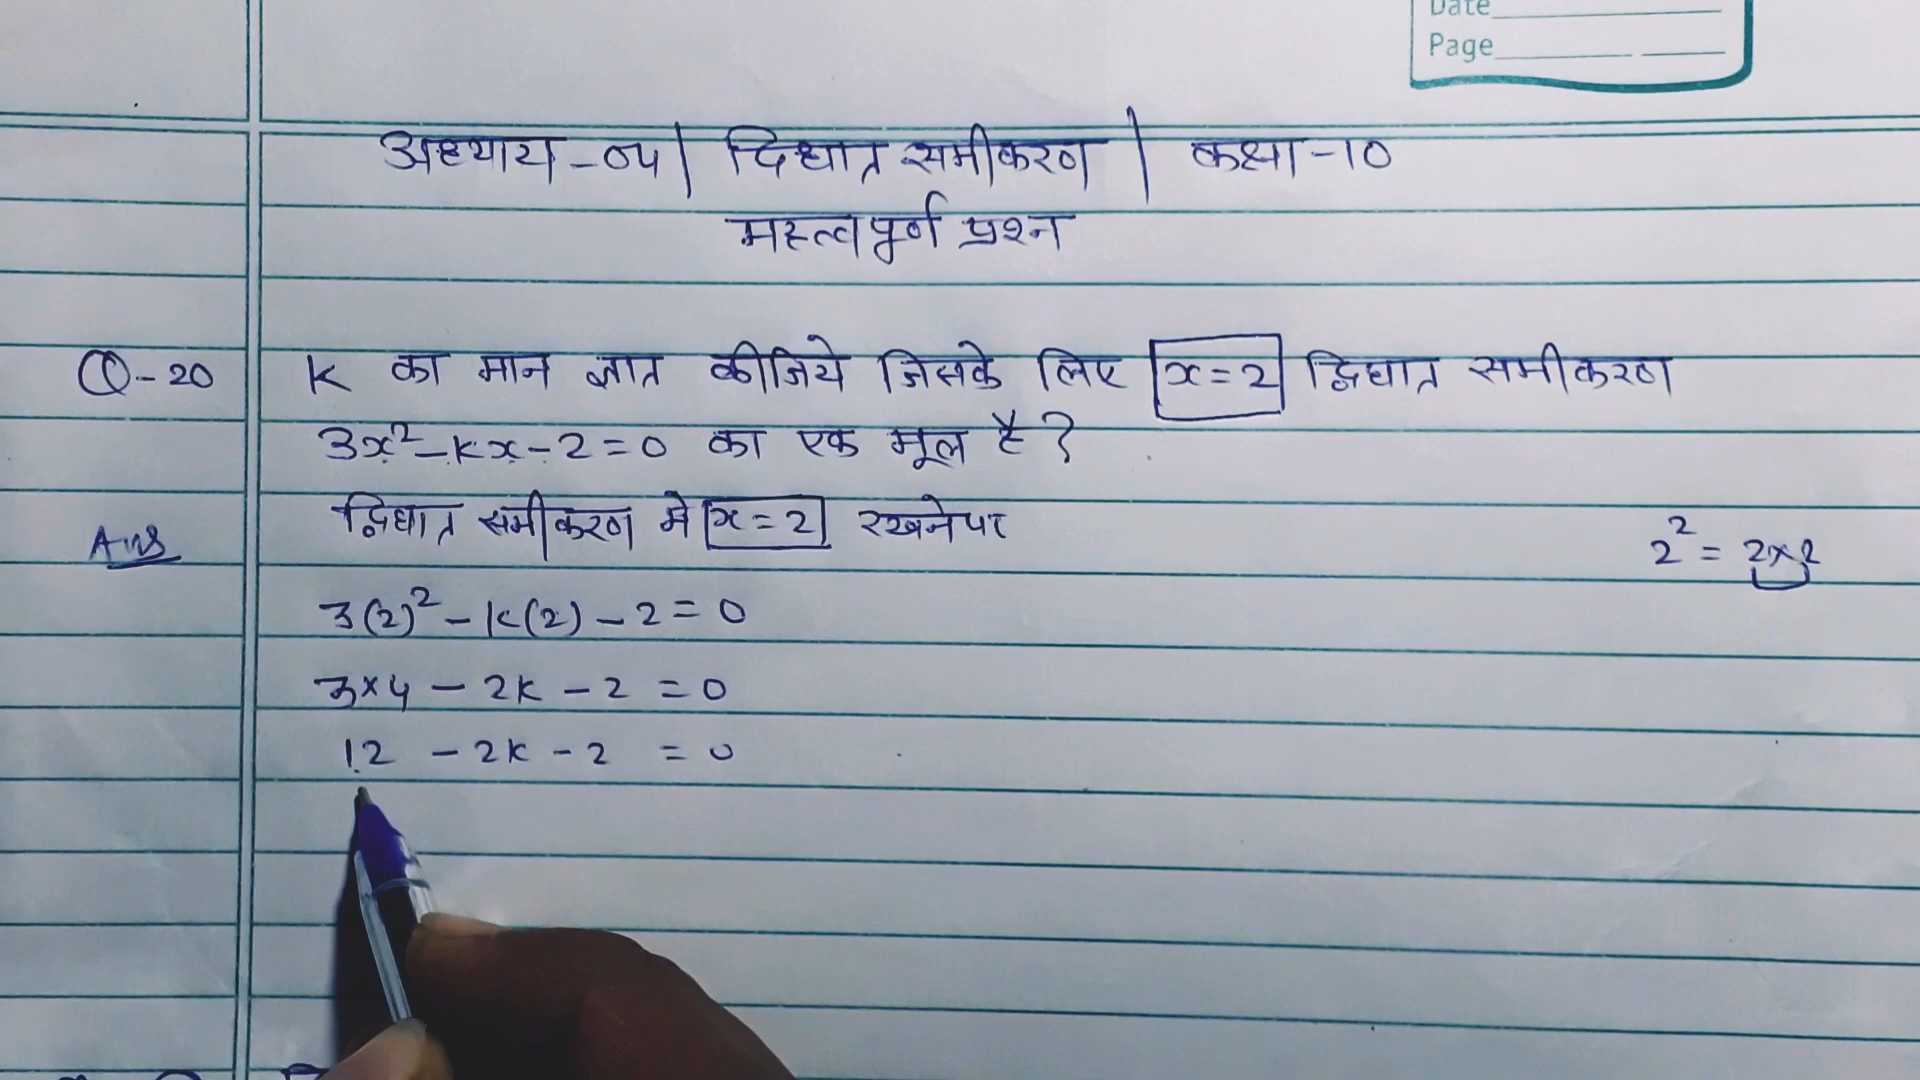 Date
Page
अध्याय-04 | द्विघात समीकरण | कक्षा-10
महत्वपूर्ण प्रश्न
Q-20 K का मान ज्ञात कीजिये जिसके लिए x=2 द्विघात समीकरण
3x²-kx-2=0 का एक मूल है?
Ans द्विघात समीकरण मे x=2 रखने पर
2² = 2×2
3(2)² - k(2) - 2 = 0
3×4 - 2k - 2 = 0
12 - 2k - 2 = 0